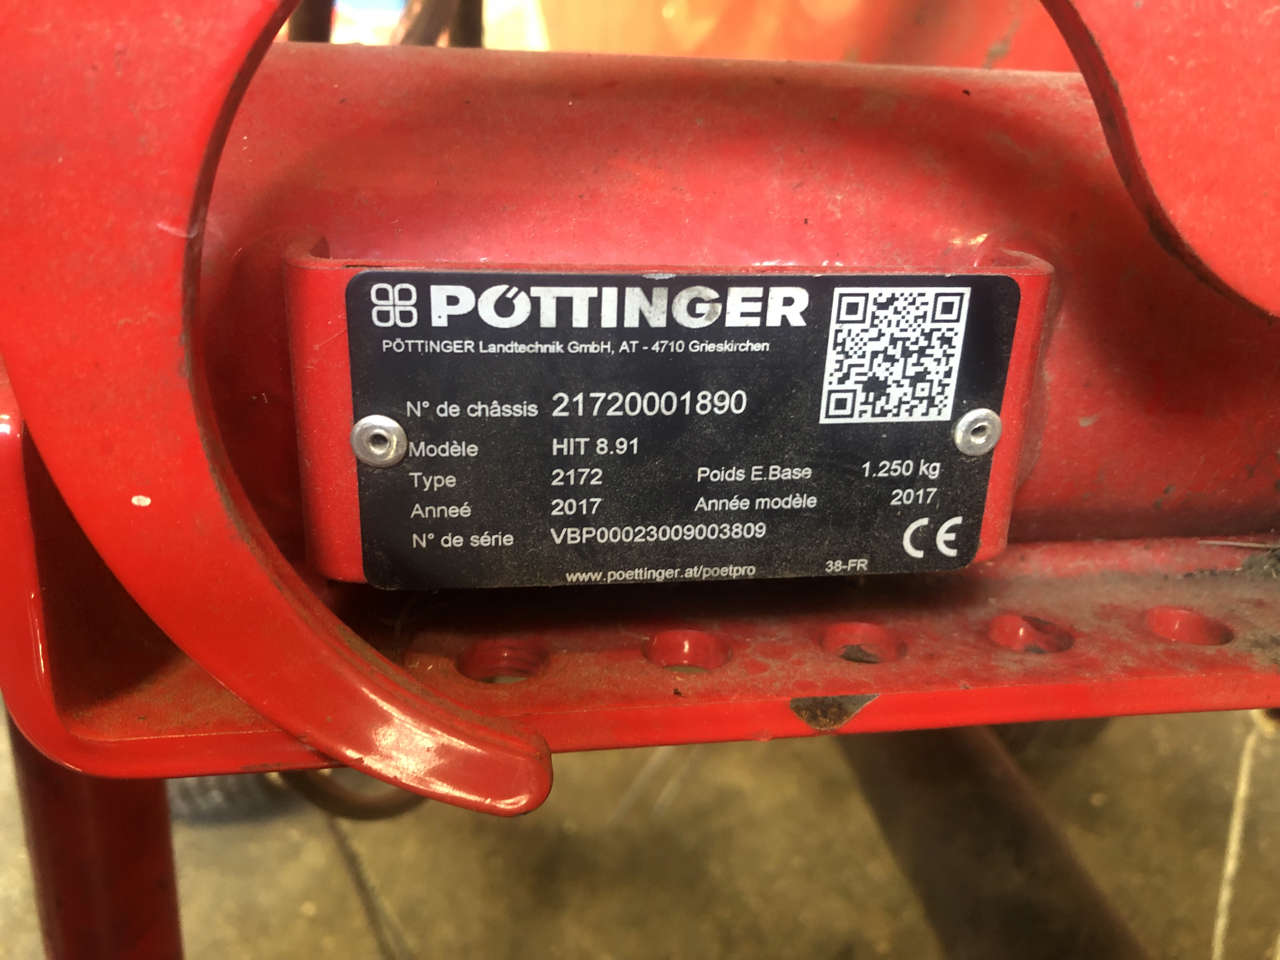 PÖTTINGER
PÖTTINGER Landtechnik GmbH, AT - 4710 Grieskirchen
N° de châssis 21720001890
Modèle HIT 8.91
Type 2172 Poids E.Base 1.250 kg
Anneé 2017 Année modèle 2017
N° de série VBP00023009003809
CE
www.poettinger.at/poetpro 38-FR